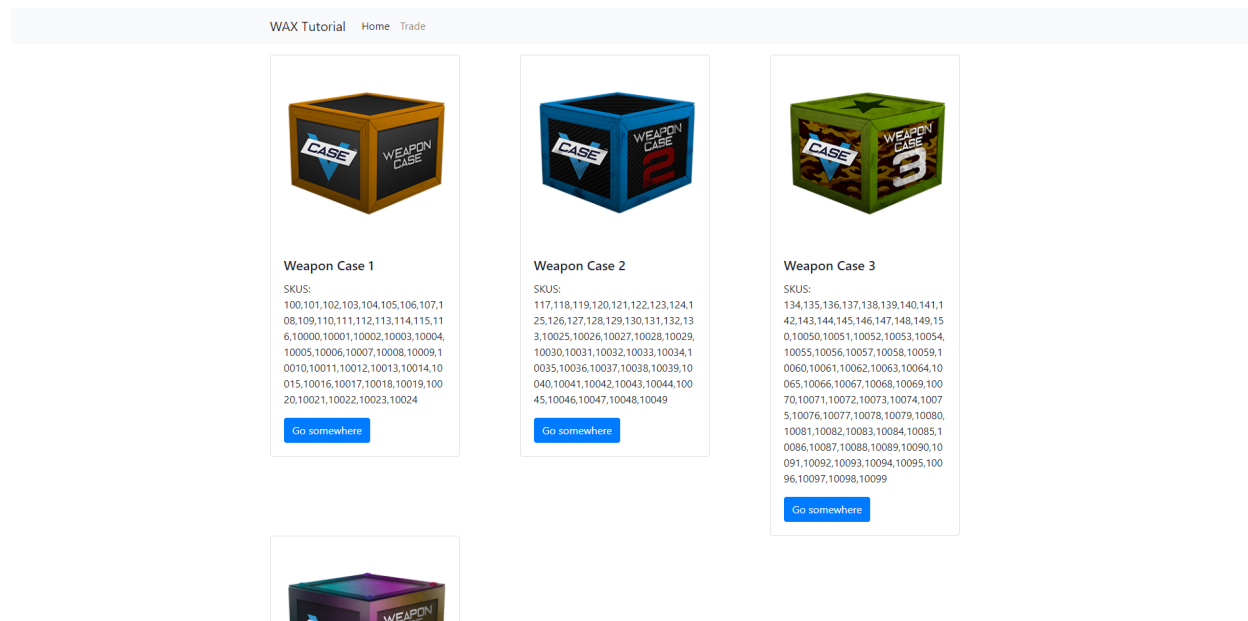 WAX Tutorial Home Trade
CASE
WEAPON
CASE
Weapon Case 1
SKUS:
100,101,102,103,104,105,106,107,1
08,109,110,111,112,113,114,115,11
6,10000,10001,10002,10003,10004,
10005,10006,10007,10008,10009,1
0010,10011,10012,10013,10014,10
015,10016,10017,10018,10019,100
20,10021,10022,10023,10024
Go somewhere
CASE
WEAPON
CASE
2
Weapon Case 2
SKUS:
117,118,119,120,121,122,123,124,1
25,126,127,128,129,130,131,132,13
3,10025,10026,10027,10028,10029,
10030,10031,10032,10033,10034,1
0035,10036,10037,10038,10039,10
040,10041,10042,10043,10044,100
45,10046,10047,10048,10049
Go somewhere
CASE
WEAPON
CASE
3
Weapon Case 3
SKUS:
134,135,136,137,138,139,140,141,1
42,143,144,145,146,147,148,149,15
0,10050,10051,10052,10053,10054,
10055,10056,10057,10058,10059,1
0060,10061,10062,10063,10064,10
065,10066,10067,10068,10069,100
70,10071,10072,10073,10074,1007
5,10076,10077,10078,10079,10080,
10081,10082,10083,10084,10085,1
0086,10087,10088,10089,10090,10
091,10092,10093,10094,10095,100
96,10097,10098,10099
Go somewhere
WEAPON